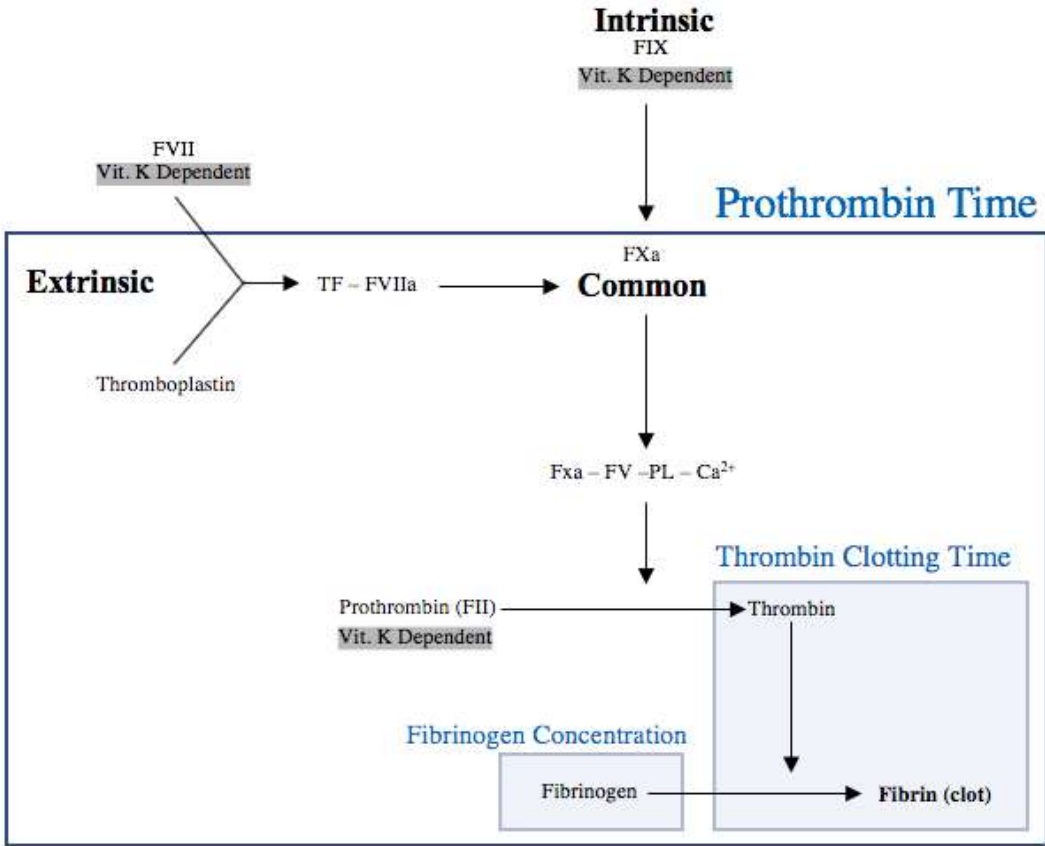 Intrinsic
FIX
Vit. K Dependent
FVII
Vit. K Dependent
Prothrombin Time
FXa
Extrinsic
TF – FVIIa
Common
Thromboplastin
Fxa – FV –PL – Ca²⁺
Thrombin Clotting Time
Prothrombin (FII)
Thrombin
Vit. K Dependent
Fibrinogen Concentration
Fibrinogen
Fibrin (clot)